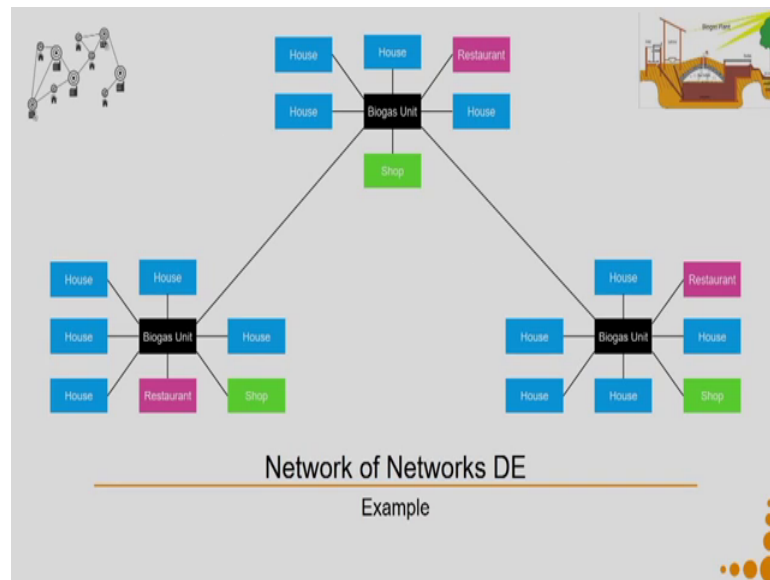 Biogas Plant
House House Restaurant
House Biogas Unit House
Shop
House House
House Biogas Unit House
House Restaurant Shop
House Restaurant
House Biogas Unit House
House House Shop
Network of Networks DE
Example